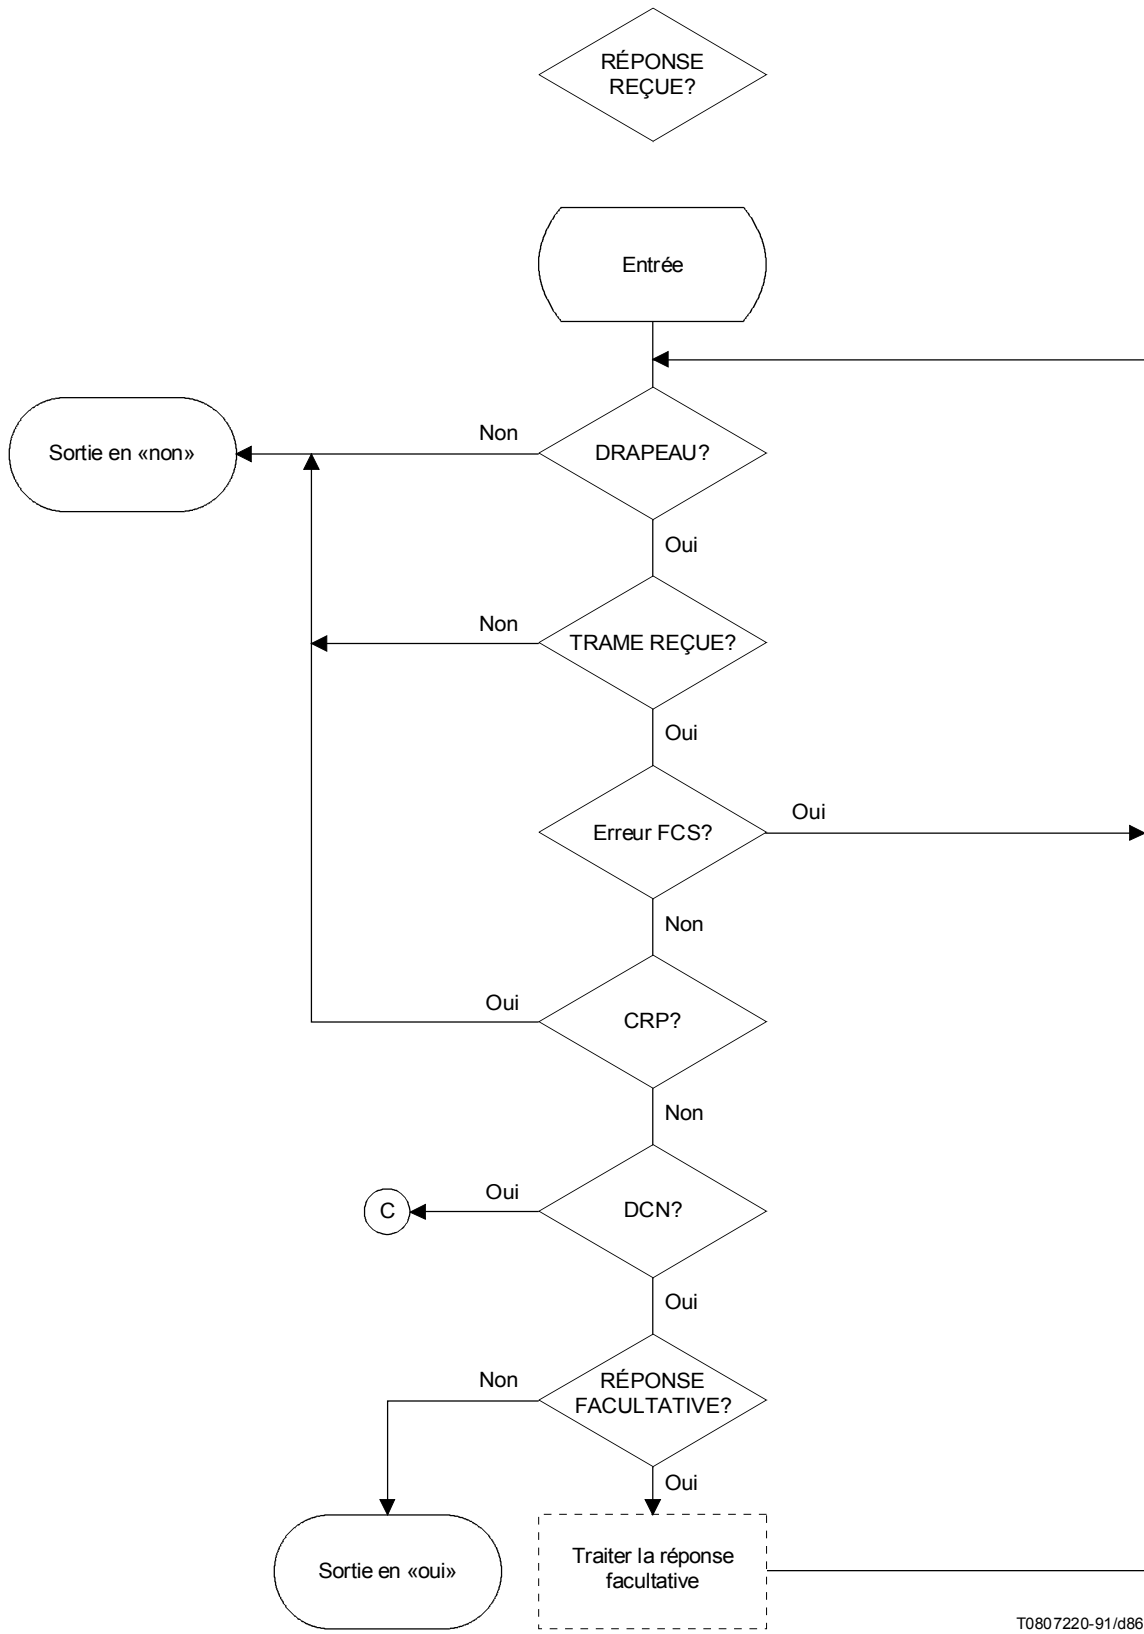 RÉPONSE
REÇUE?
Entrée
Non
Sortie en «non»
DRAPEAU?
Oui
Non
TRAME REÇUE?
Oui
Oui
Erreur FCS?
Non
Oui
CRP?
Non
Oui
C
DCN?
Oui
Non
RÉPONSE
FACULTATIVE?
Oui
Sortie en «oui»
Traiter la réponse
facultative
T0807220-91/d86